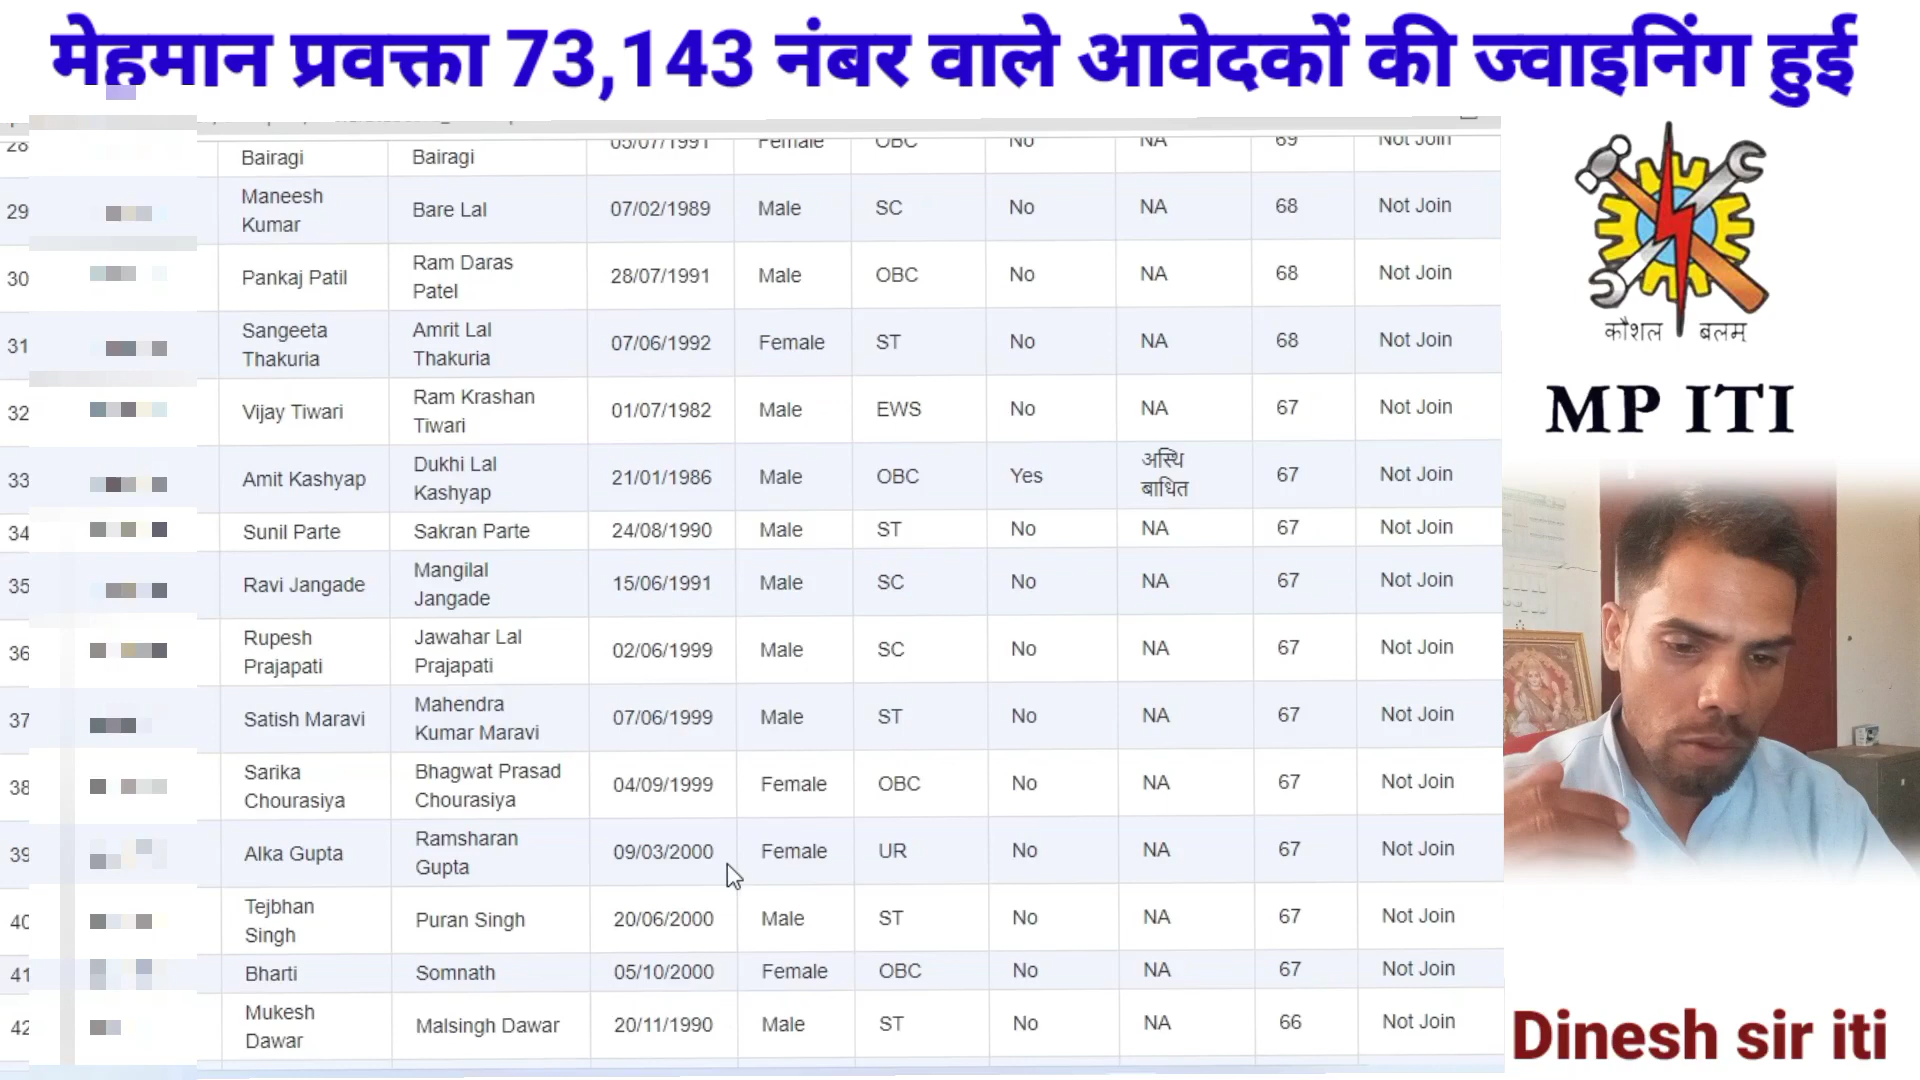 मेहमान प्रवक्ता 73,143 नंबर वाले आवेदकों की ज्वाइनिंग हुई
28 Bairagi Bairagi 05/07/1991 Female OBC No NA 69 Not Join
29 Maneesh Kumar Bare Lal 07/02/1989 Male SC No NA 68 Not Join
30 Pankaj Patil Ram Daras Patel 28/07/1991 Male OBC No NA 68 Not Join
31 Sangeeta Thakuria Amrit Lal Thakuria 07/06/1992 Female ST No NA 68 Not Join
32 Vijay Tiwari Ram Krashan Tiwari 01/07/1982 Male EWS No NA 67 Not Join
33 Amit Kashyap Dukhi Lal Kashyap 21/01/1986 Male OBC Yes अस्थि बाधित 67 Not Join
34 Sunil Parte Sakran Parte 24/08/1990 Male ST No NA 67 Not Join
35 Ravi Jangade Mangilal Jangade 15/06/1991 Male SC No NA 67 Not Join
36 Rupesh Prajapati Jawahar Lal Prajapati 02/06/1999 Male SC No NA 67 Not Join
37 Satish Maravi Mahendra Kumar Maravi 07/06/1999 Male ST No NA 67 Not Join
38 Sarika Chourasiya Bhagwat Prasad Chourasiya 04/09/1999 Female OBC No NA 67 Not Join
39 Alka Gupta Ramsharan Gupta 09/03/2000 Female UR No NA 67 Not Join
40 Tejbhan Singh Puran Singh 20/06/2000 Male ST No NA 67 Not Join
41 Bharti Somnath 05/10/2000 Female OBC No NA 67 Not Join
42 Mukesh Dawar Malsingh Dawar 20/11/1990 Male ST No NA 66 Not Join
कौशल बलम्
MP ITI
Dinesh sir iti